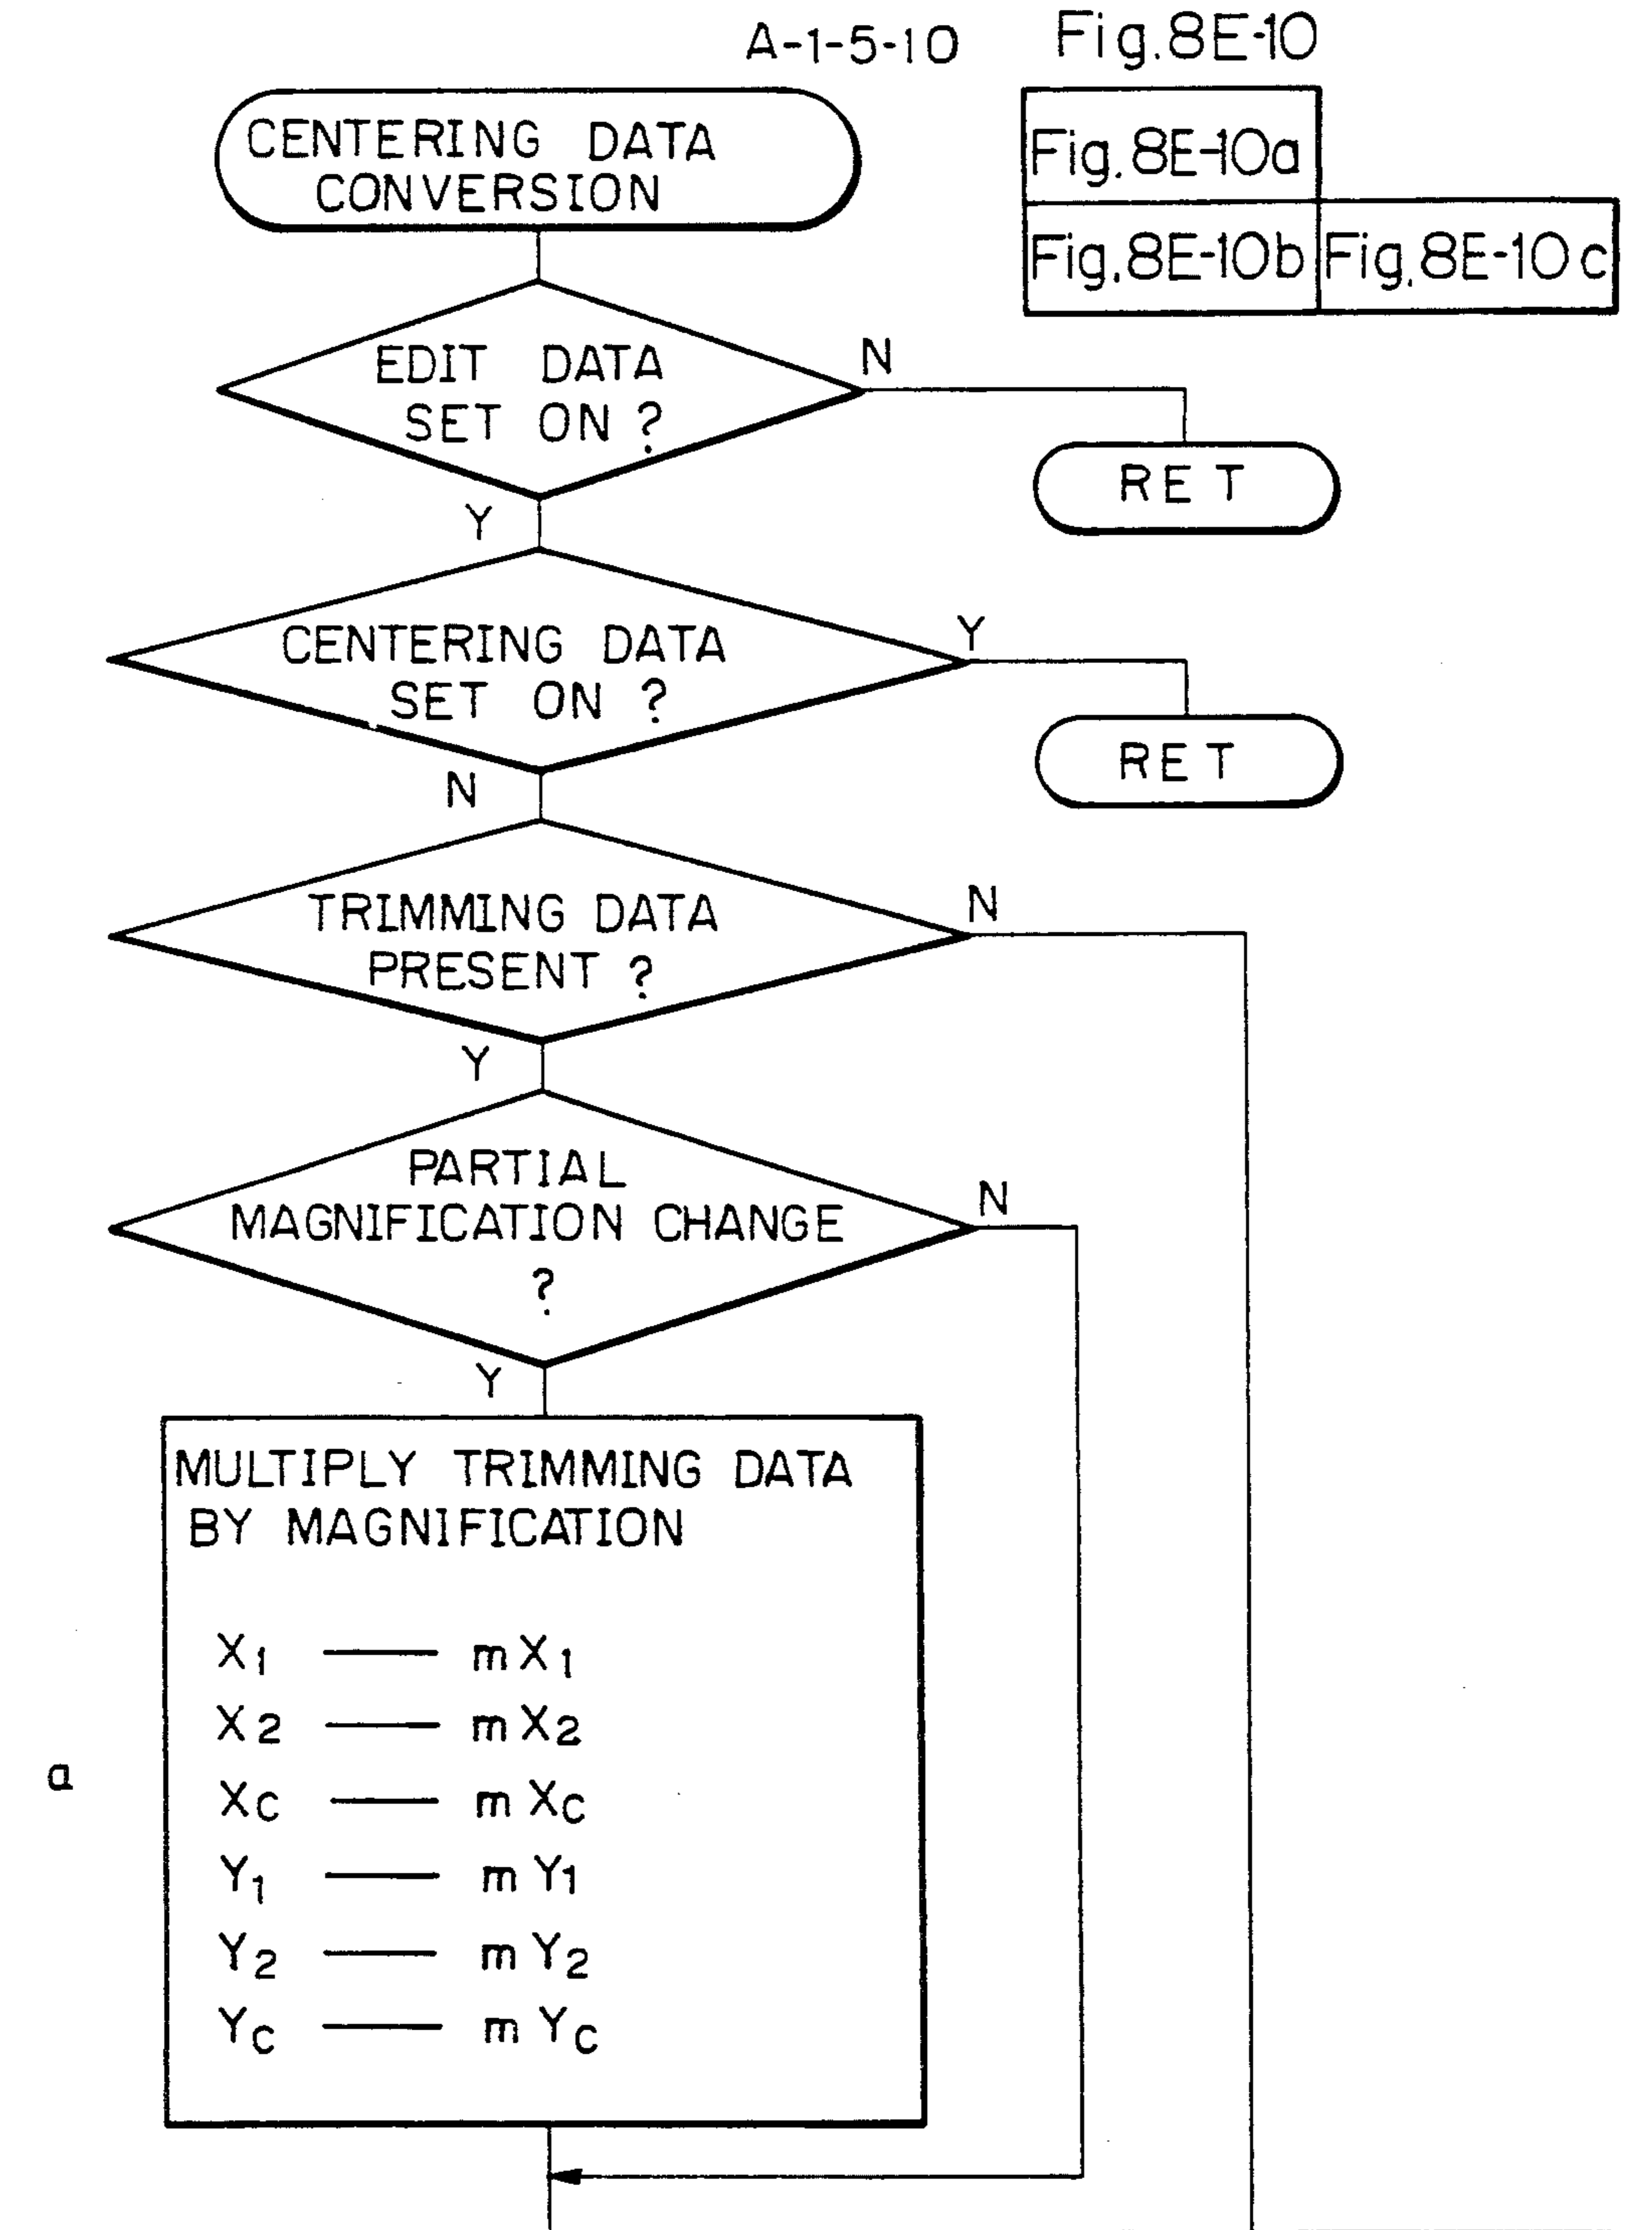 A-1-5-10
Fig.8E-10
Fig.8E-10a
Fig.8E-10b
Fig.8E-10c
CENTERING DATA
CONVERSION
EDIT DATA
SET ON ?
N
RET
Y
CENTERING DATA
SET ON ?
Y
RET
N
TRIMMING DATA
PRESENT ?
N
Y
PARTIAL
MAGNIFICATION CHANGE
?
N
Y
MULTIPLY TRIMMING DATA
BY MAGNIFICATION
X1 — mX1
X2 — mX2
XC — mXC
Y1 — mY1
Y2 — mY2
YC — mYC
a